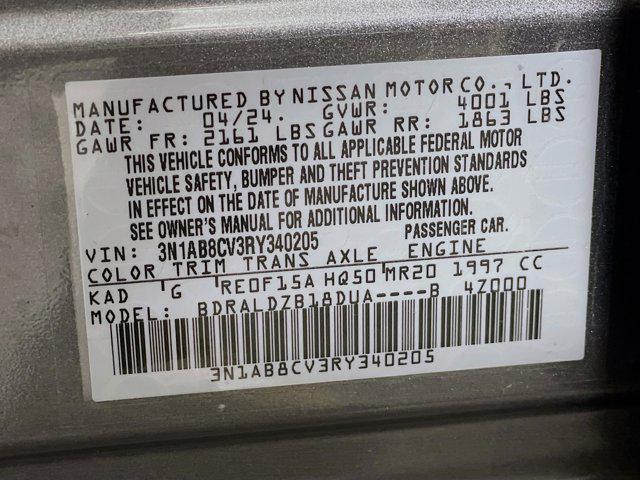 MANUFACTURED BY NISSAN MOTOR CO., LTD.
DATE: 04/24. GVWR: 4001 LBS
GAWR FR: 2161 LBS GAWR RR: 1863 LBS
THIS VEHICLE CONFORMS TO ALL APPLICABLE FEDERAL MOTOR
VEHICLE SAFETY, BUMPER AND THEFT PREVENTION STANDARDS
IN EFFECT ON THE DATE OF MANUFACTURE SHOWN ABOVE.
SEE OWNER'S MANUAL FOR ADDITIONAL INFORMATION.
VIN: 3N1AB8CV3RY340205 PASSENGER CAR.
COLOR TRIM TRANS AXLE ENGINE
KAD G RE0F15A HQ50 MR20 1997 CC
MODEL: BDRALDZB18DUA----B 4Z000
3N1AB8CV3RY340205